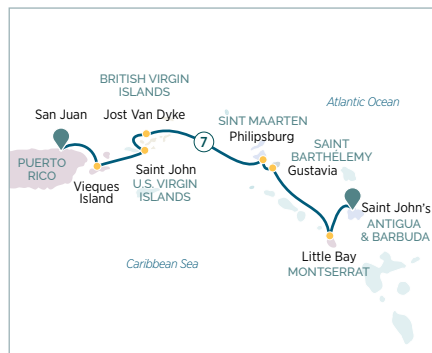 BRITISH VIRGIN
ISLANDS
Atlantic Ocean
San Juan
Jost Van Dyke
SINT MAARTEN
Philipsburg
7
SAINT
BARTHÉLEMY
Gustavia
PUERTO
RICO
Saint John
U.S. VIRGIN
ISLANDS
Vieques
Island
Saint John's
ANTIGUA
& BARBUDA
Little Bay
MONTSERRAT
Caribbean Sea